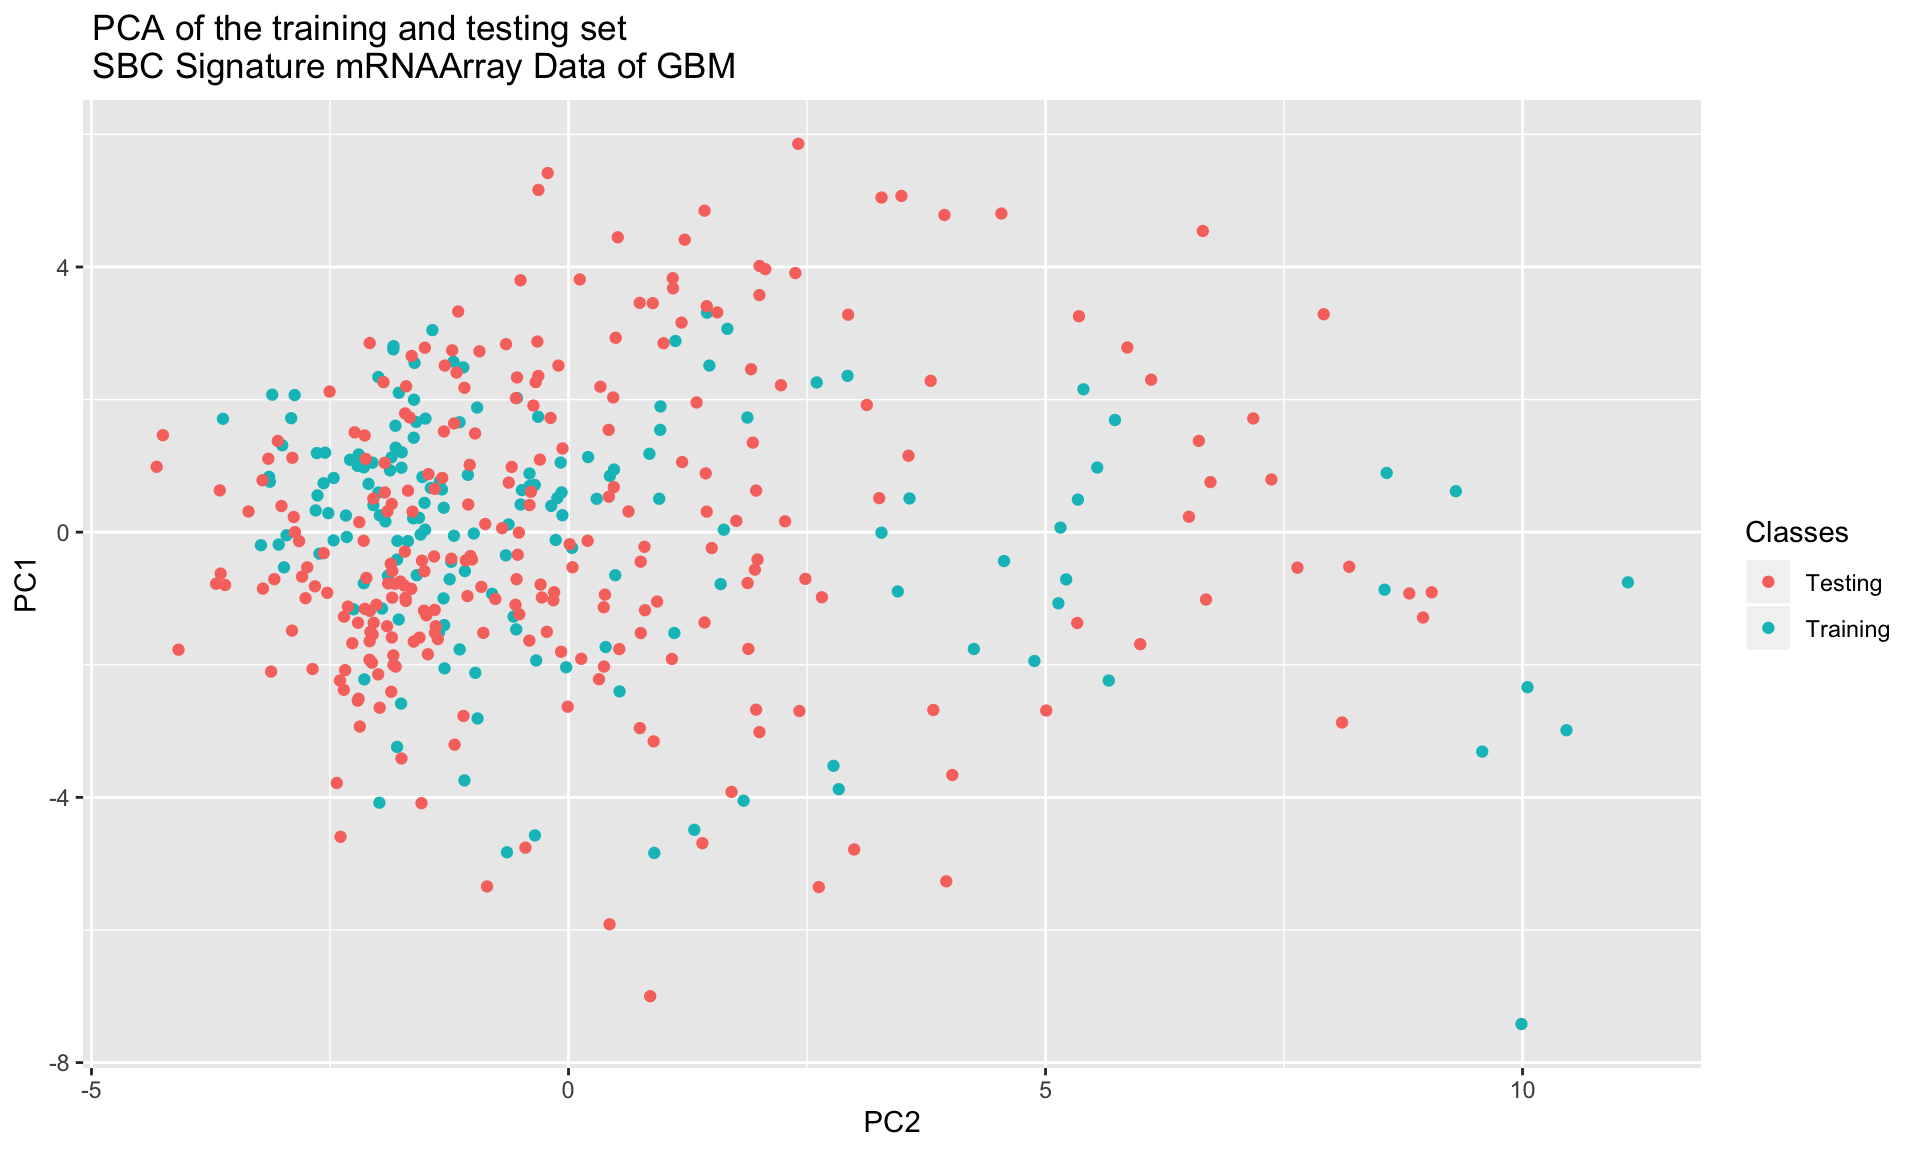 PCA of the training and testing set
SBC Signature mRNAArray Data of GBM
PC1
4
0
-4
-8
-5
0
5
10
PC2
Classes
Testing
Training